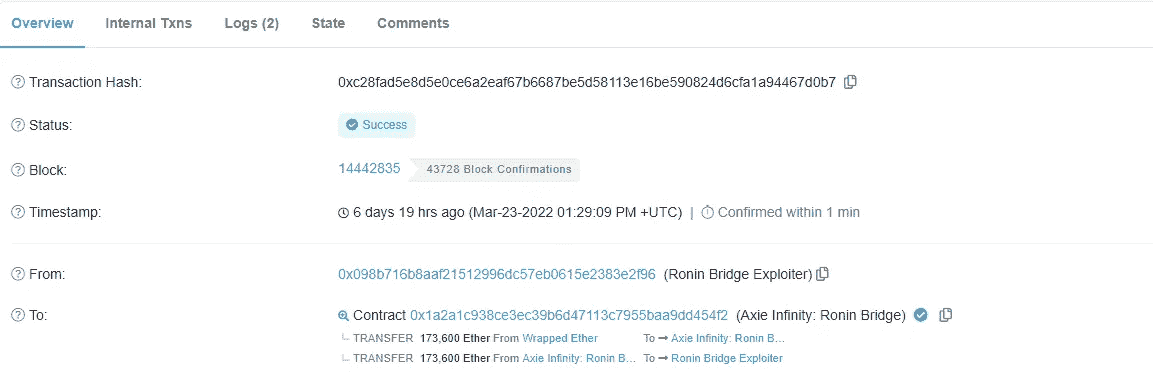 Overview Internal Txns Logs (2) State Comments
Transaction Hash: 0xc28fad5e8d5e0ce6a2eaf67b6687be5d58113e16be590824d6cfa1a94467d0b7
Status: Success
Block: 14442835 43728 Block Confirmations
Timestamp: 6 days 19 hrs ago (Mar-23-2022 01:29:09 PM +UTC) | Confirmed within 1 min
From: 0x098b716b8aaf21512996dc57eb0615e2383e2f96 (Ronin Bridge Exploiter)
To: Contract 0x1a2a1c938ce3ec39b6d47113c7955baa9dd454f2 (Axie Infinity: Ronin Bridge)
TRANSFER 173,600 Ether From Wrapped Ether To → Axie Infinity: Ronin B...
TRANSFER 173,600 Ether From Axie Infinity: Ronin B... To → Ronin Bridge Exploiter